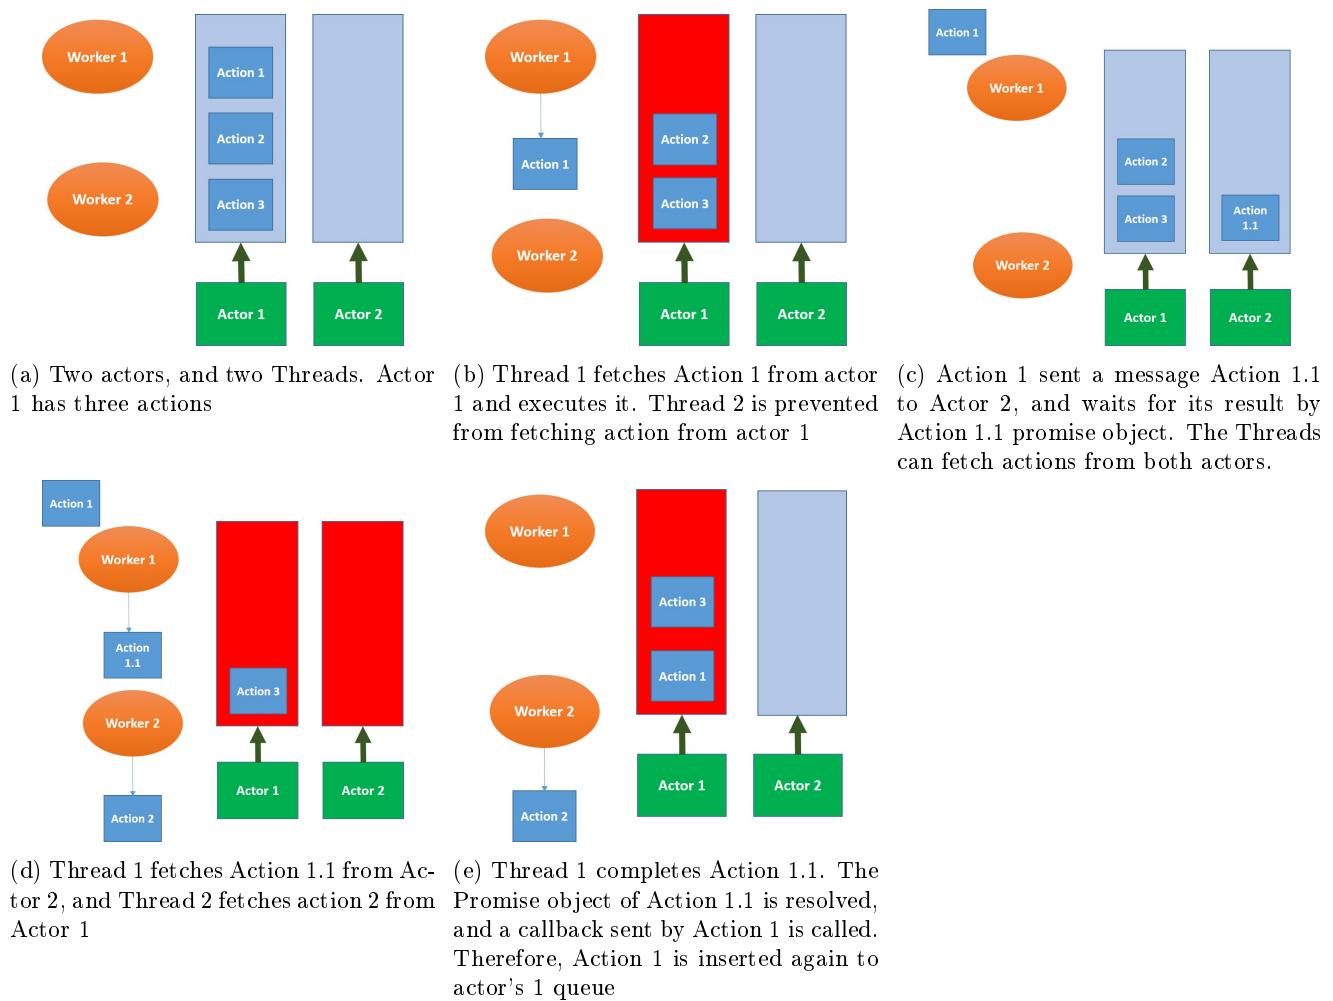 Worker 1
Action 1
Action 2
Worker 2
Action 3
Actor 1
Actor 2
(a) Two actors, and two Threads. Actor
1 has three actions
Worker 1
Action 2
Action 1
Action 3
Worker 2
Actor 1
Actor 2
(b) Thread 1 fetches Action 1 from actor
1 and executes it. Thread 2 is prevented
from fetching action from actor 1
Action 1
Worker 1
Action 2
Action 3
Action
1.1
Worker 2
Actor 1
Actor 2
(c) Action 1 sent a message Action 1.1
to Actor 2, and waits for its result by
Action 1.1 promise object. The Threads
can fetch actions from both actors.
Action 1
Worker 1
Action
1.1
Action 3
Worker 2
Actor 1
Actor 2
Action 2
(d) Thread 1 fetches Action 1.1 from Ac-
tor 2, and Thread 2 fetches action 2 from
Actor 1
Worker 1
Action 3
Action 1
Worker 2
Actor 1
Actor 2
Action 2
(e) Thread 1 completes Action 1.1. The
Promise object of Action 1.1 is resolved,
and a callback sent by Action 1 is called.
Therefore, Action 1 is inserted again to
actor's 1 queue